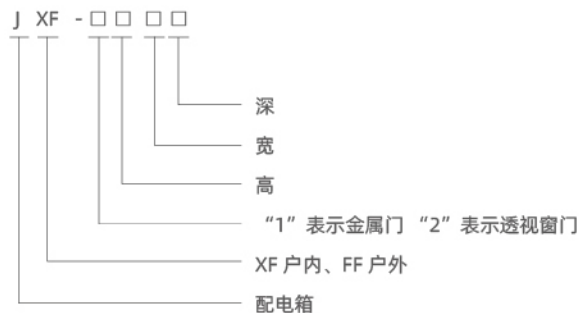 J XF -□□ □□
深
宽
高
“1”表示金属门 “2”表示透视窗门
XF 户内、FF 户外
配电箱